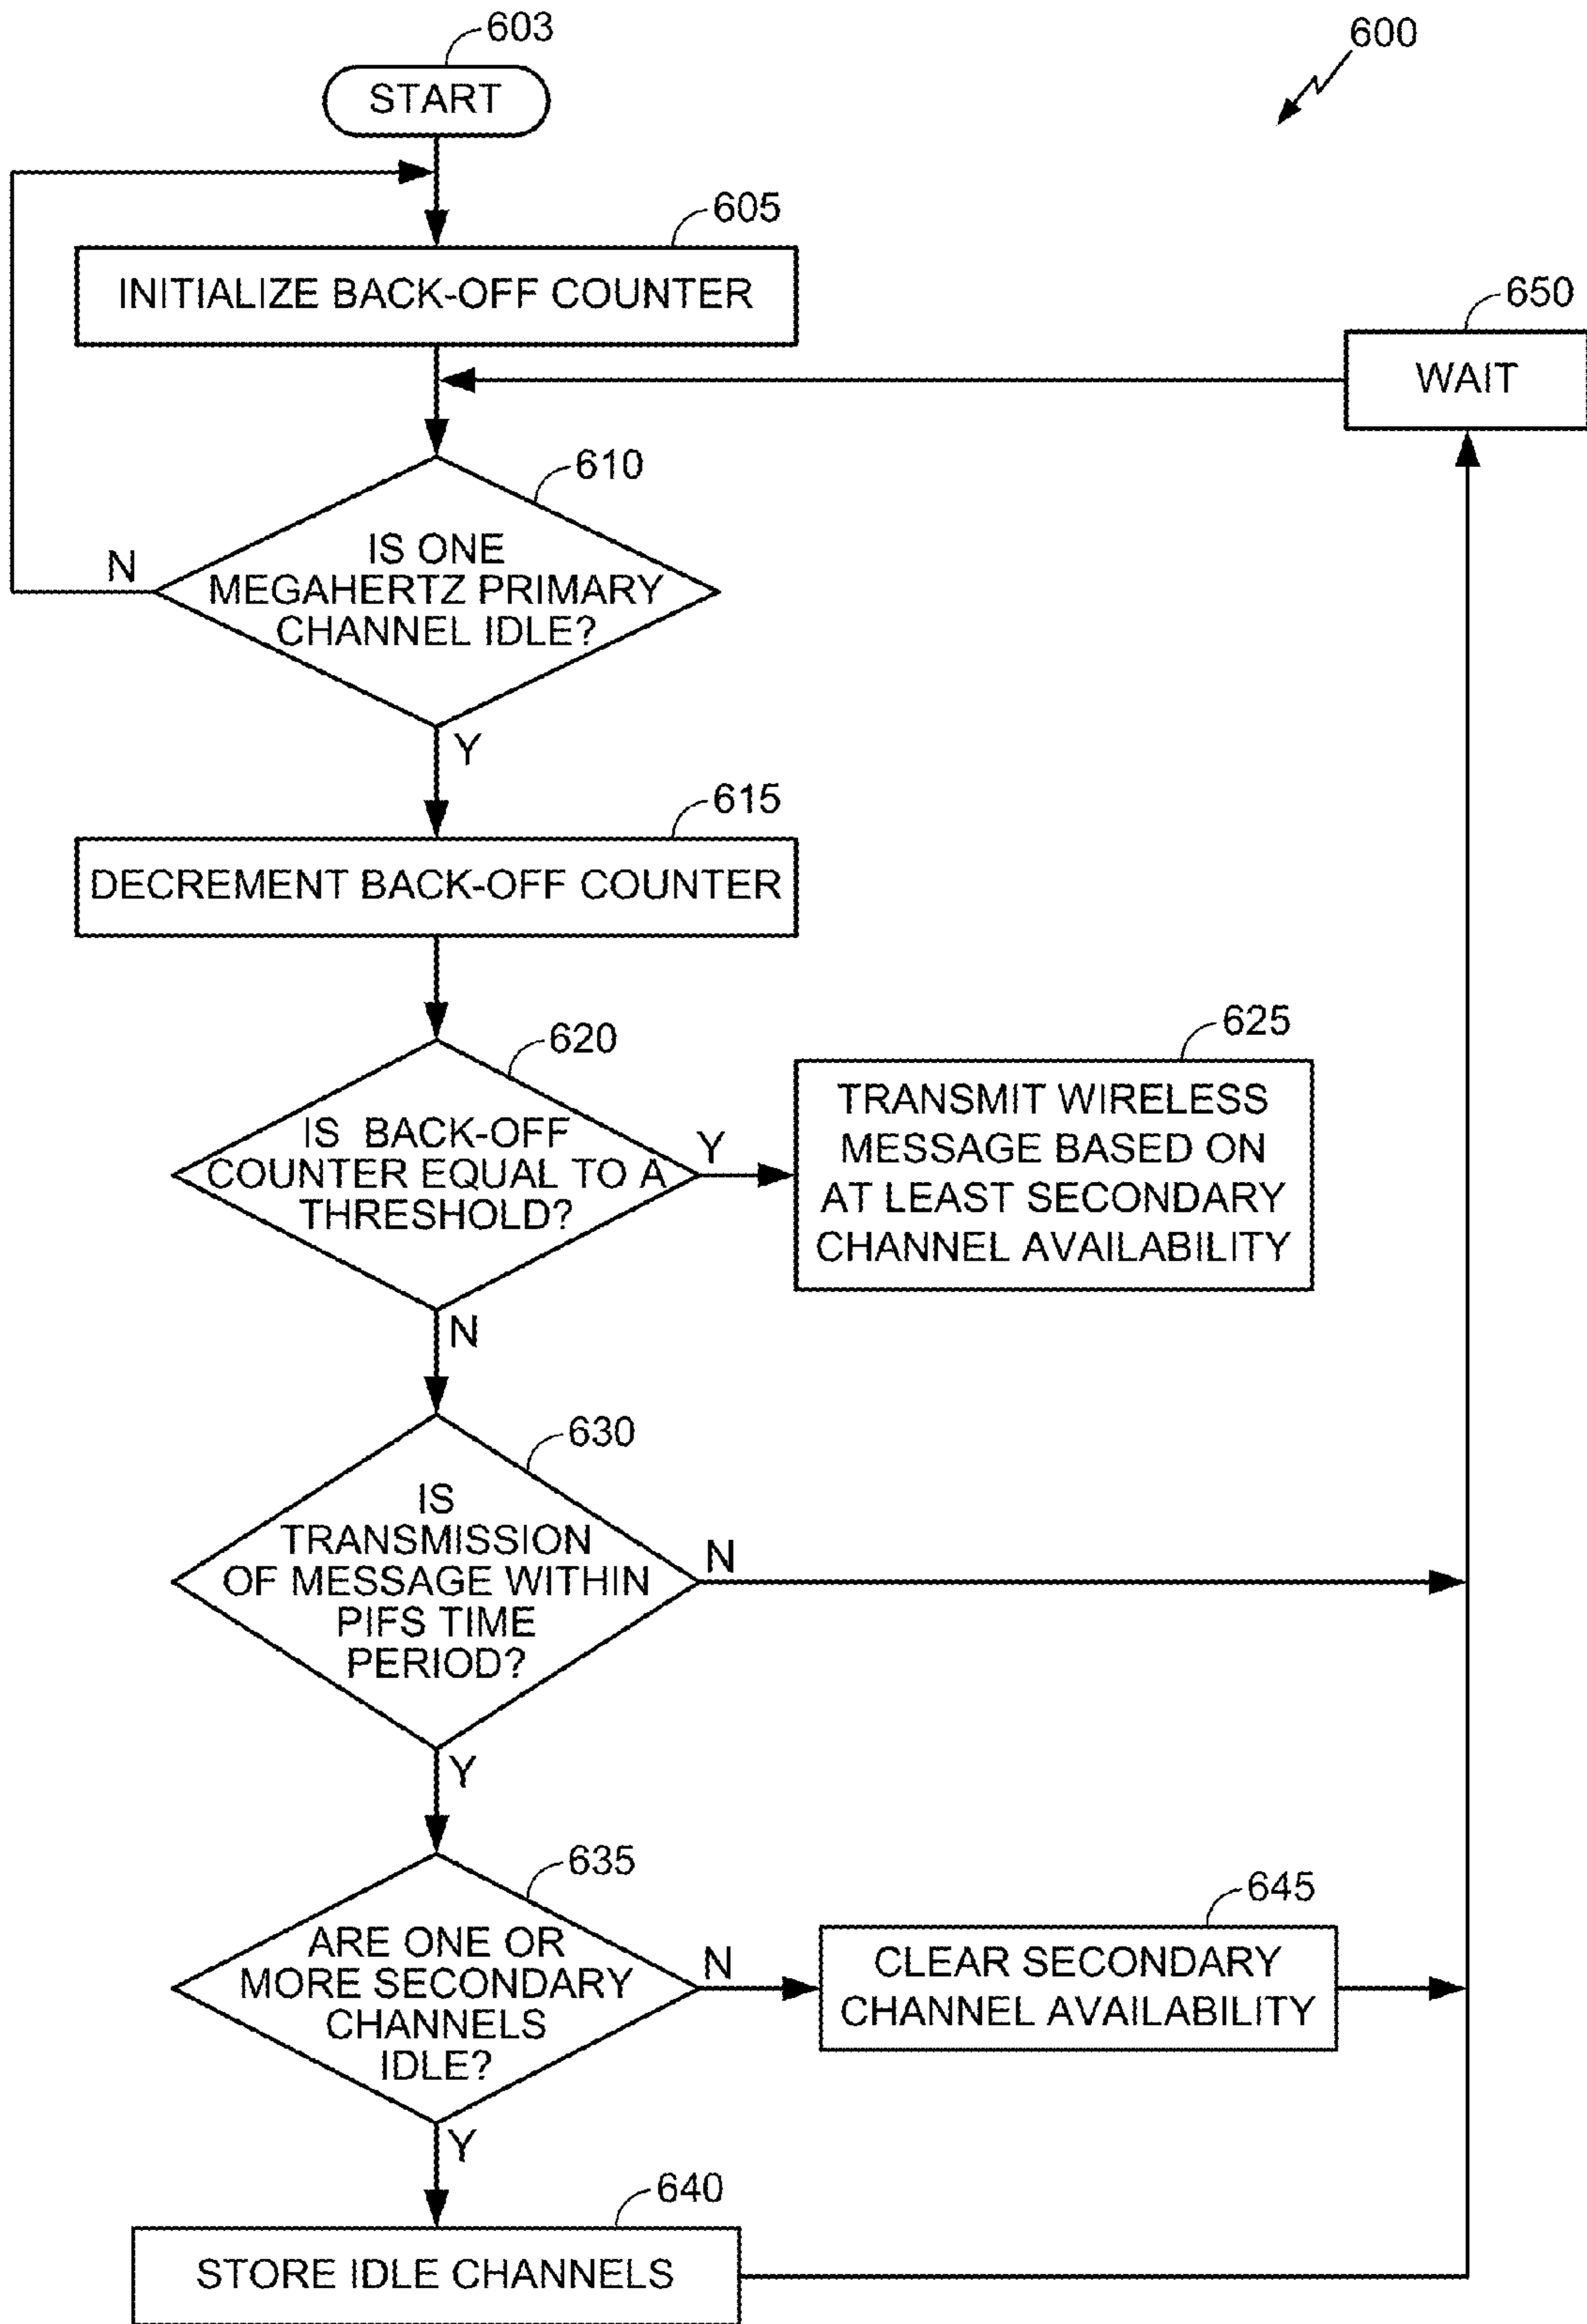 603
600
START
605
INITIALIZE BACK-OFF COUNTER
650
WAIT
610
IS ONE
MEGAHERTZ PRIMARY
CHANNEL IDLE?
N
Y
615
DECREMENT BACK-OFF COUNTER
620
IS BACK-OFF
COUNTER EQUAL TO A
THRESHOLD?
Y
N
625
TRANSMIT WIRELESS
MESSAGE BASED ON
AT LEAST SECONDARY
CHANNEL AVAILABILITY
630
IS
TRANSMISSION
OF MESSAGE WITHIN
PIFS TIME
PERIOD?
N
Y
635
ARE ONE OR
MORE SECONDARY
CHANNELS
IDLE?
N
Y
645
CLEAR SECONDARY
CHANNEL AVAILABILITY
640
STORE IDLE CHANNELS